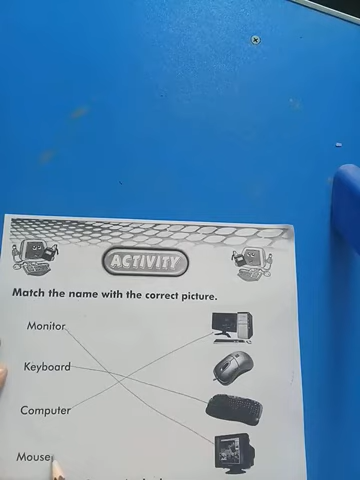 ACTIVITY
Match the name with the correct picture.
Monitor
Keyboard
Computer
Mouse